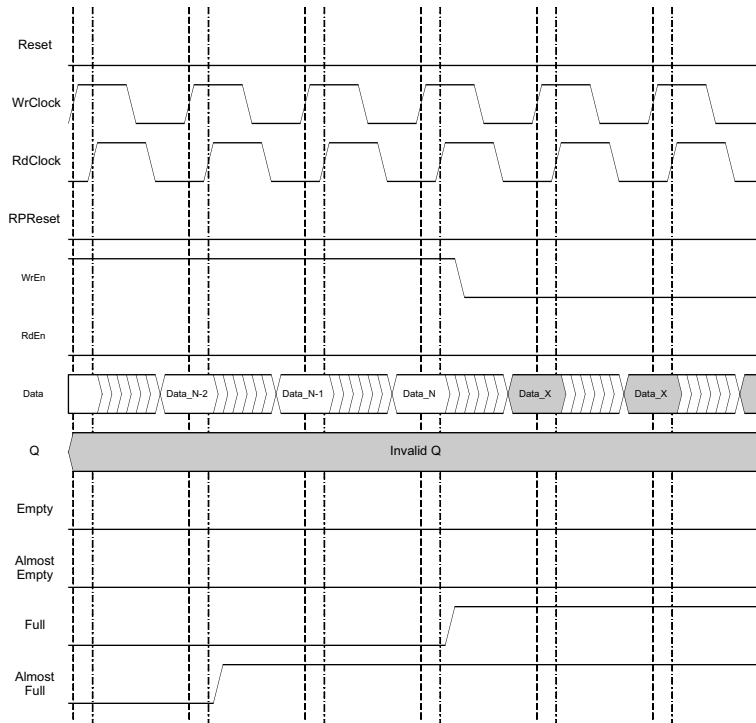 Reset
WrClock
RdClock
RPReset
WrEn
RdEn
Data
Data_N-2
Data_N-1
Data_N
Data_X
Data_X
Q
Invalid Q
Empty
Almost
Empty
Full
Almost
Full